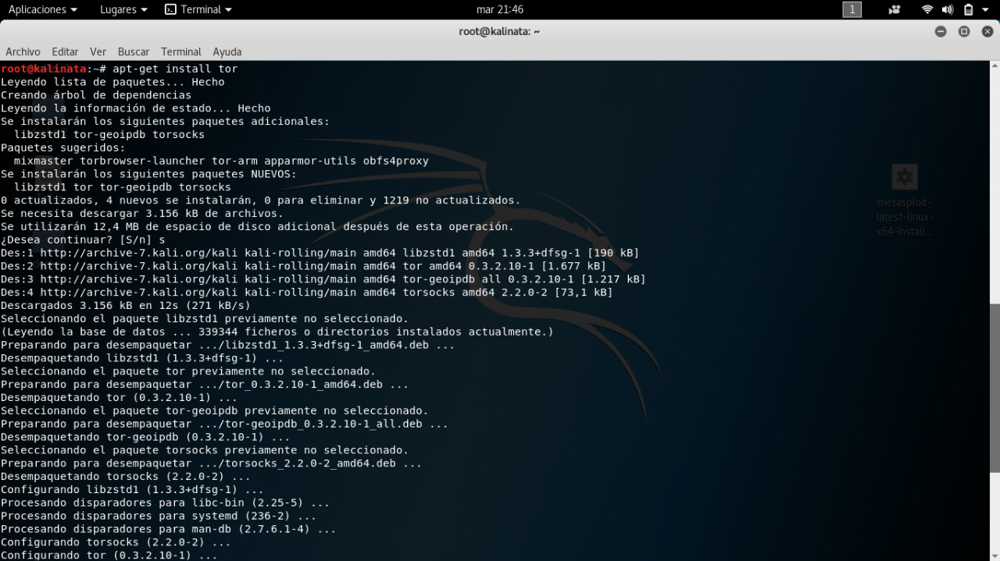 Aplicaciones Lugares Terminal mar 21:46 1
root@kalinata: ~
Archivo Editar Ver Buscar Terminal Ayuda
root@kalinata:~# apt-get install tor
Leyendo lista de paquetes... Hecho
Creando árbol de dependencias
Leyendo la información de estado... Hecho
Se instalarán los siguientes paquetes adicionales:
  libzstd1 tor-geoipdb torsocks
Paquetes sugeridos:
  mixmaster torbrowser-launcher tor-arm apparmor-utils obfs4proxy
Se instalarán los siguientes paquetes NUEVOS:
  libzstd1 tor tor-geoipdb torsocks
0 actualizados, 4 nuevos se instalarán, 0 para eliminar y 1219 no actualizados.
Se necesita descargar 3.156 kB de archivos.
Se utilizarán 12,4 MB de espacio de disco adicional después de esta operación.
¿Desea continuar? [S/n] s
Des:1 http://archive-7.kali.org/kali kali-rolling/main amd64 libzstd1 amd64 1.3.3+dfsg-1 [190 kB]
Des:2 http://archive-7.kali.org/kali kali-rolling/main amd64 tor amd64 0.3.2.10-1 [1.677 kB]
Des:3 http://archive-7.kali.org/kali kali-rolling/main amd64 tor-geoipdb all 0.3.2.10-1 [1.217 kB]
Des:4 http://archive-7.kali.org/kali kali-rolling/main amd64 torsocks amd64 2.2.0-2 [73,1 kB]
Descargados 3.156 kB en 12s (271 kB/s)
Seleccionando el paquete libzstd1 previamente no seleccionado.
(Leyendo la base de datos ... 339344 ficheros o directorios instalados actualmente.)
Preparando para desempaquetar .../libzstd1_1.3.3+dfsg-1_amd64.deb ...
Desempaquetando libzstd1 (1.3.3+dfsg-1) ...
Seleccionando el paquete tor previamente no seleccionado.
Preparando para desempaquetar .../tor_0.3.2.10-1_amd64.deb ...
Desempaquetando tor (0.3.2.10-1) ...
Seleccionando el paquete tor-geoipdb previamente no seleccionado.
Preparando para desempaquetar .../tor-geoipdb_0.3.2.10-1_all.deb ...
Desempaquetando tor-geoipdb (0.3.2.10-1) ...
Seleccionando el paquete torsocks previamente no seleccionado.
Preparando para desempaquetar .../torsocks_2.2.0-2_amd64.deb ...
Desempaquetando torsocks (2.2.0-2) ...
Configurando libzstd1 (1.3.3+dfsg-1) ...
Procesando disparadores para libc-bin (2.25-5) ...
Procesando disparadores para systemd (236-2) ...
Procesando disparadores para man-db (2.7.6.1-4) ...
Configurando torsocks (2.2.0-2) ...
Configurando tor (0.3.2.10-1) ...
metasploit-
latest-linux-
x64-install...